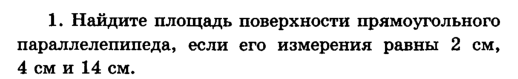 1. Найдите площадь поверхности прямоугольного
параллелепипеда, если его измерения равны 2 см,
4 см и 14 см.